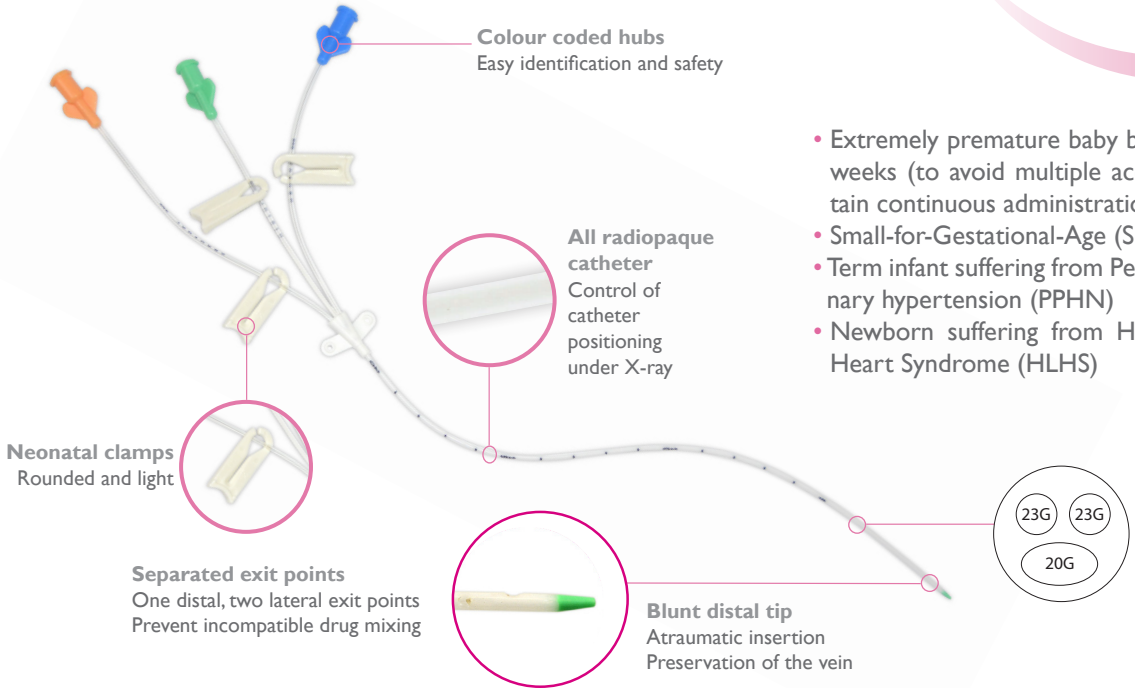 Colour coded hubs
Easy identification and safety
• Extremely premature baby
weeks (to avoid multiple
tain continuous
• Small-for-Gestational-Age
• Term infant suffering from
nary hypertension (PPHN)
• Newborn suffering from
Heart Syndrome (HLHS)
All radiopaque
catheter
Control of
catheter
positioning
under X-ray
Neonatal clamps
Rounded and light
23G 23G
20G
Separated exit points
One distal, two lateral exit points
Prevent incompatible drug mixing
Blunt distal tip
Atraumatic insertion
Preservation of the vein